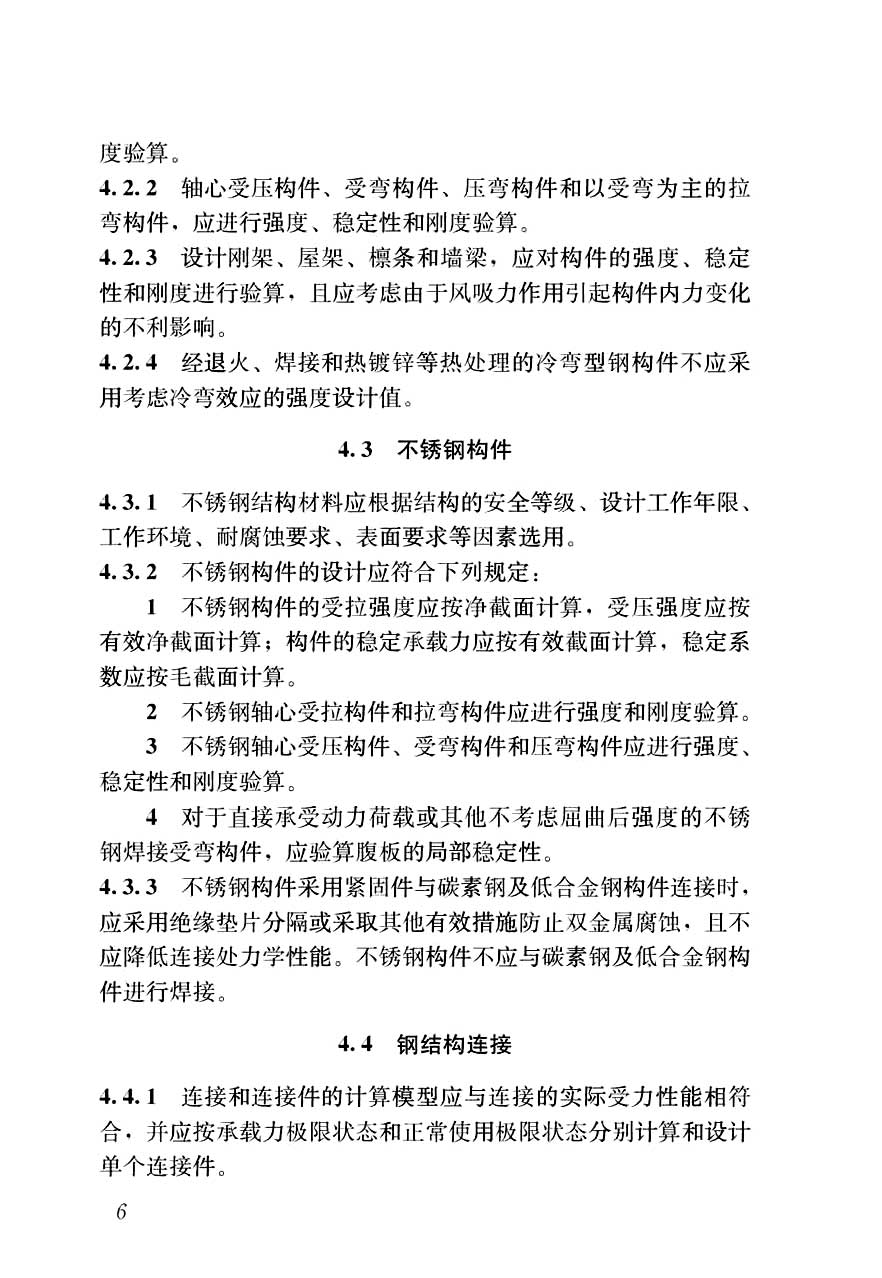 度验算。
4.2.2 轴心受压构件、受弯构件、压弯构件和以受弯为主的拉
弯构件，应进行强度、稳定性和刚度验算。
4.2.3 设计刚架、屋架、檩条和墙梁，应对构件的强度、稳定
性和刚度进行验算，且应考虑由于风吸力作用引起构件内力变化
的不利影响。
4.2.4 经退火、焊接和热镀锌等热处理的冷弯型钢构件不应采
用考虑冷弯效应的强度设计值。
4.3 不锈钢构件
4.3.1 不锈钢结构材料应根据结构的安全等级、设计工作年限、
工作环境、耐腐蚀要求、表面要求等因素选用。
4.3.2 不锈钢构件的设计应符合下列规定：
1 不锈钢构件的受拉强度应按净截面计算，受压强度应按
有效净截面计算；构件的稳定承载力应按有效截面计算，稳定系
数应按毛截面计算。
2 不锈钢轴心受拉构件和拉弯构件应进行强度和刚度验算。
3 不锈钢轴心受压构件、受弯构件和压弯构件应进行强度、
稳定性和刚度验算。
4 对于直接承受动力荷载或其他不考虑屈曲后强度的不锈
钢焊接受弯构件，应验算腹板的局部稳定性。
4.3.3 不锈钢构件采用紧固件与碳素钢及低合金钢构件连接时，
应采用绝缘垫片分隔或采取其他有效措施防止双金属腐蚀，且不
应降低连接处力学性能。不锈钢构件不应与碳素钢及低合金钢构
件进行焊接。
4.4 钢结构连接
4.4.1 连接和连接件的计算模型应与连接的实际受力性能相符
合，并应按承载力极限状态和正常使用极限状态分别计算和设计
单个连接件。
6